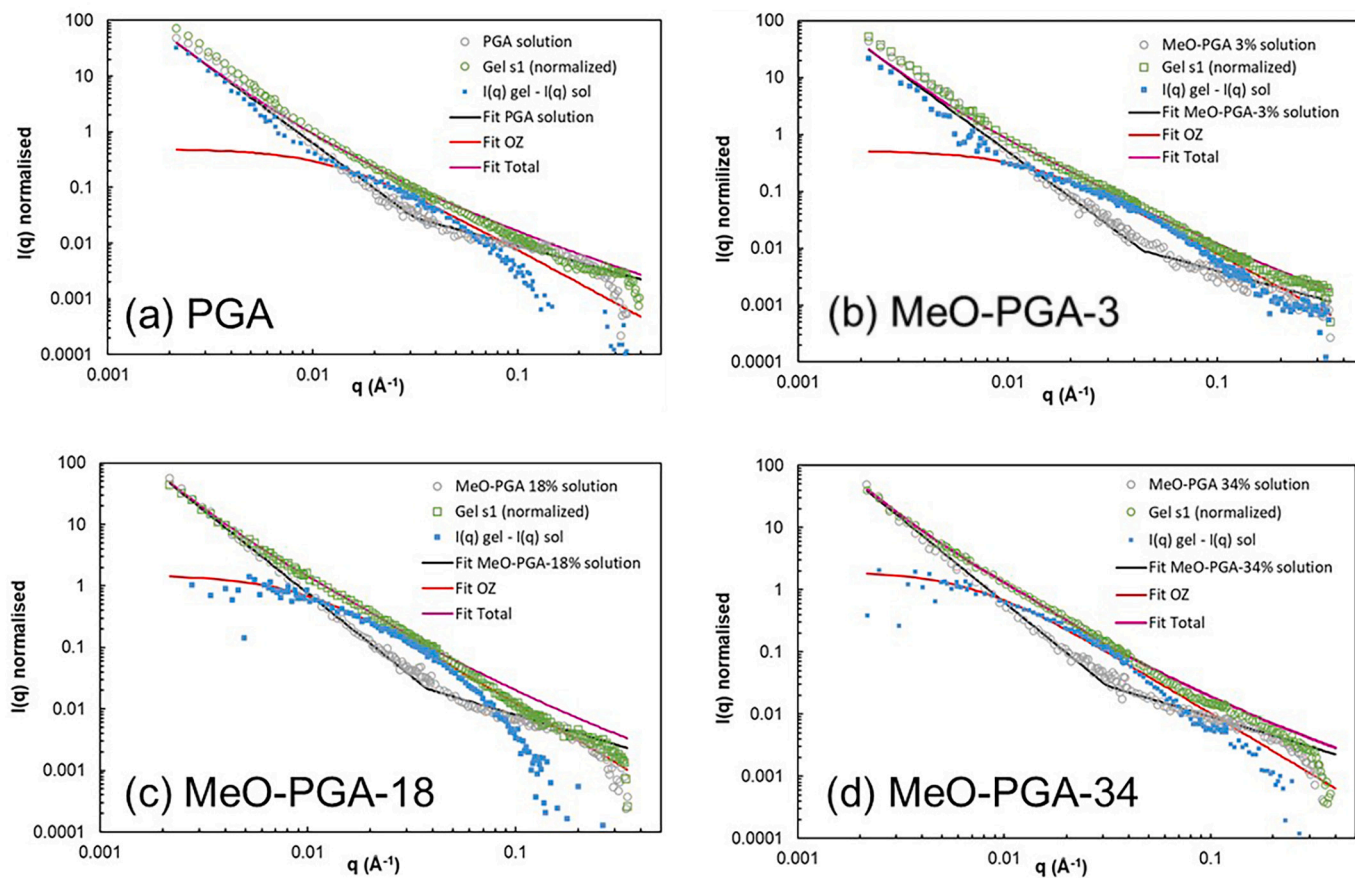 100
10
1
0.1
0.01
0.001
0.0001
0.001
0.01
0.1
I(q) normalised
q (Å⁻¹)
PGA solution
Gel s1 (normalized)
I(q) gel - I(q) sol
Fit PGA solution
Fit OZ
Fit Total
(a) PGA
100
10
1
0.1
0.01
0.001
0.0001
0.001
0.01
0.1
I(q) normilized
q (Å⁻¹)
MeO-PGA 3% solution
Gel s1 (normalized)
I(q) gel - I(q) sol
Fit MeO-PGA-3% solution
Fit OZ
Fit Total
(b) MeO-PGA-3
100
10
1
0.1
0.01
0.001
0.0001
0.001
0.01
0.1
I(q) normalised
q (Å⁻¹)
MeO-PGA 18% solution
Gel s1 (normalized)
I(q) gel - I(q) sol
Fit MeO-PGA-18% solution
Fit OZ
Fit Total
(c) MeO-PGA-18
100
10
1
0.1
0.01
0.001
0.0001
0.001
0.01
0.1
I(q) normalised
q (Å⁻¹)
MeO-PGA 34% solution
Gel s1 (normalized)
I(q) gel - I(q) sol
Fit MeO-PGA-34% solution
Fit OZ
Fit Total
(d) MeO-PGA-34